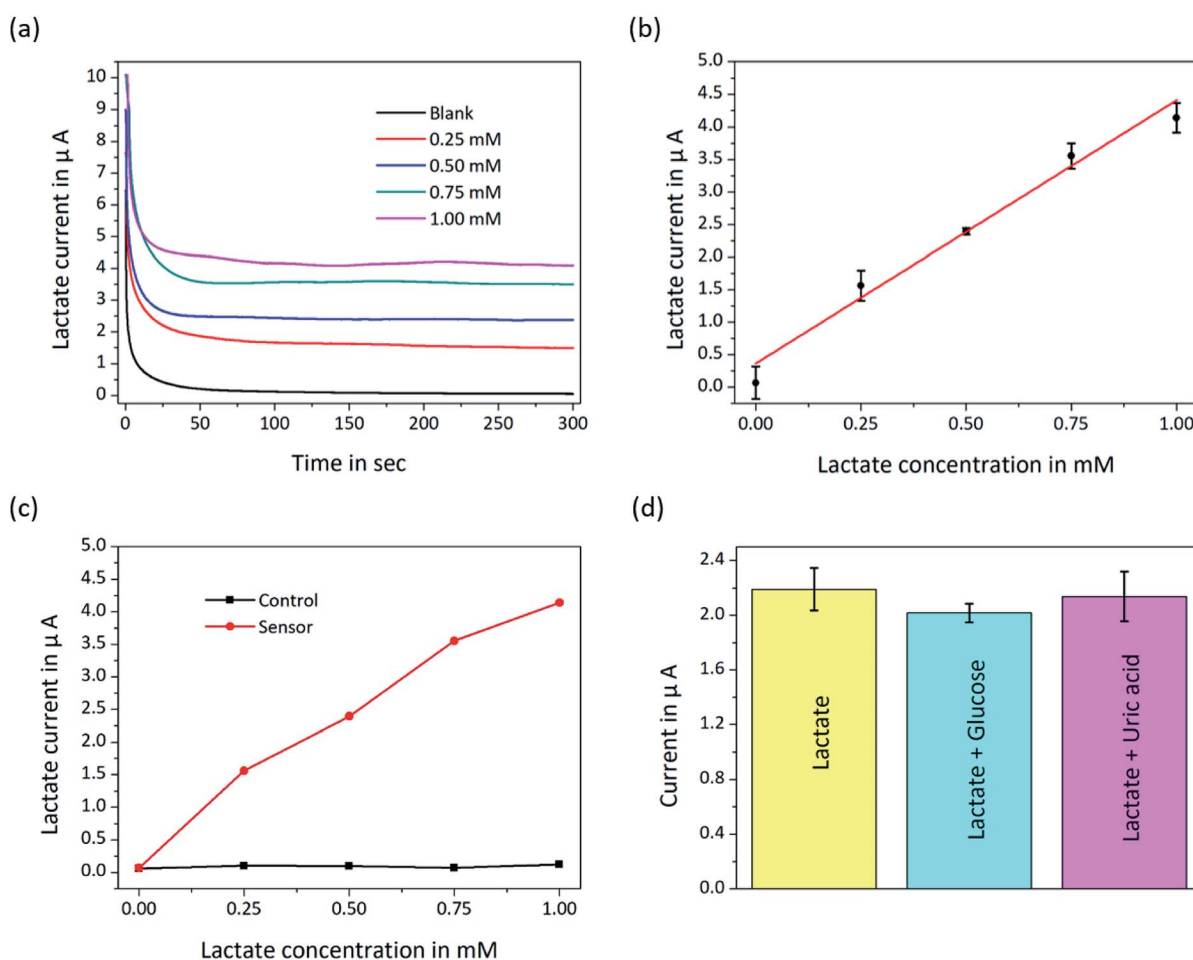 (a)
Lactate current in μ A
10
9
8
7
6
5
4
3
2
1
0
Blank
0.25 mM
0.50 mM
0.75 mM
1.00 mM
0
50
100
150
200
250
300
Time in sec
(b)
Lactate current in μ A
5.0
4.5
4.0
3.5
3.0
2.5
2.0
1.5
1.0
0.5
0.0
0.00
0.25
0.50
0.75
1.00
Lactate concentration in mM
(c)
Lactate current in μ A
5.0
4.5
4.0
3.5
3.0
2.5
2.0
1.5
1.0
0.5
0.0
Control
Sensor
0.00
0.25
0.50
0.75
1.00
Lactate concentration in mM
(d)
Current in μ A
2.4
2.0
1.6
1.2
0.8
0.4
0.0
Lactate
Lactate + Glucose
Lactate + Uric acid